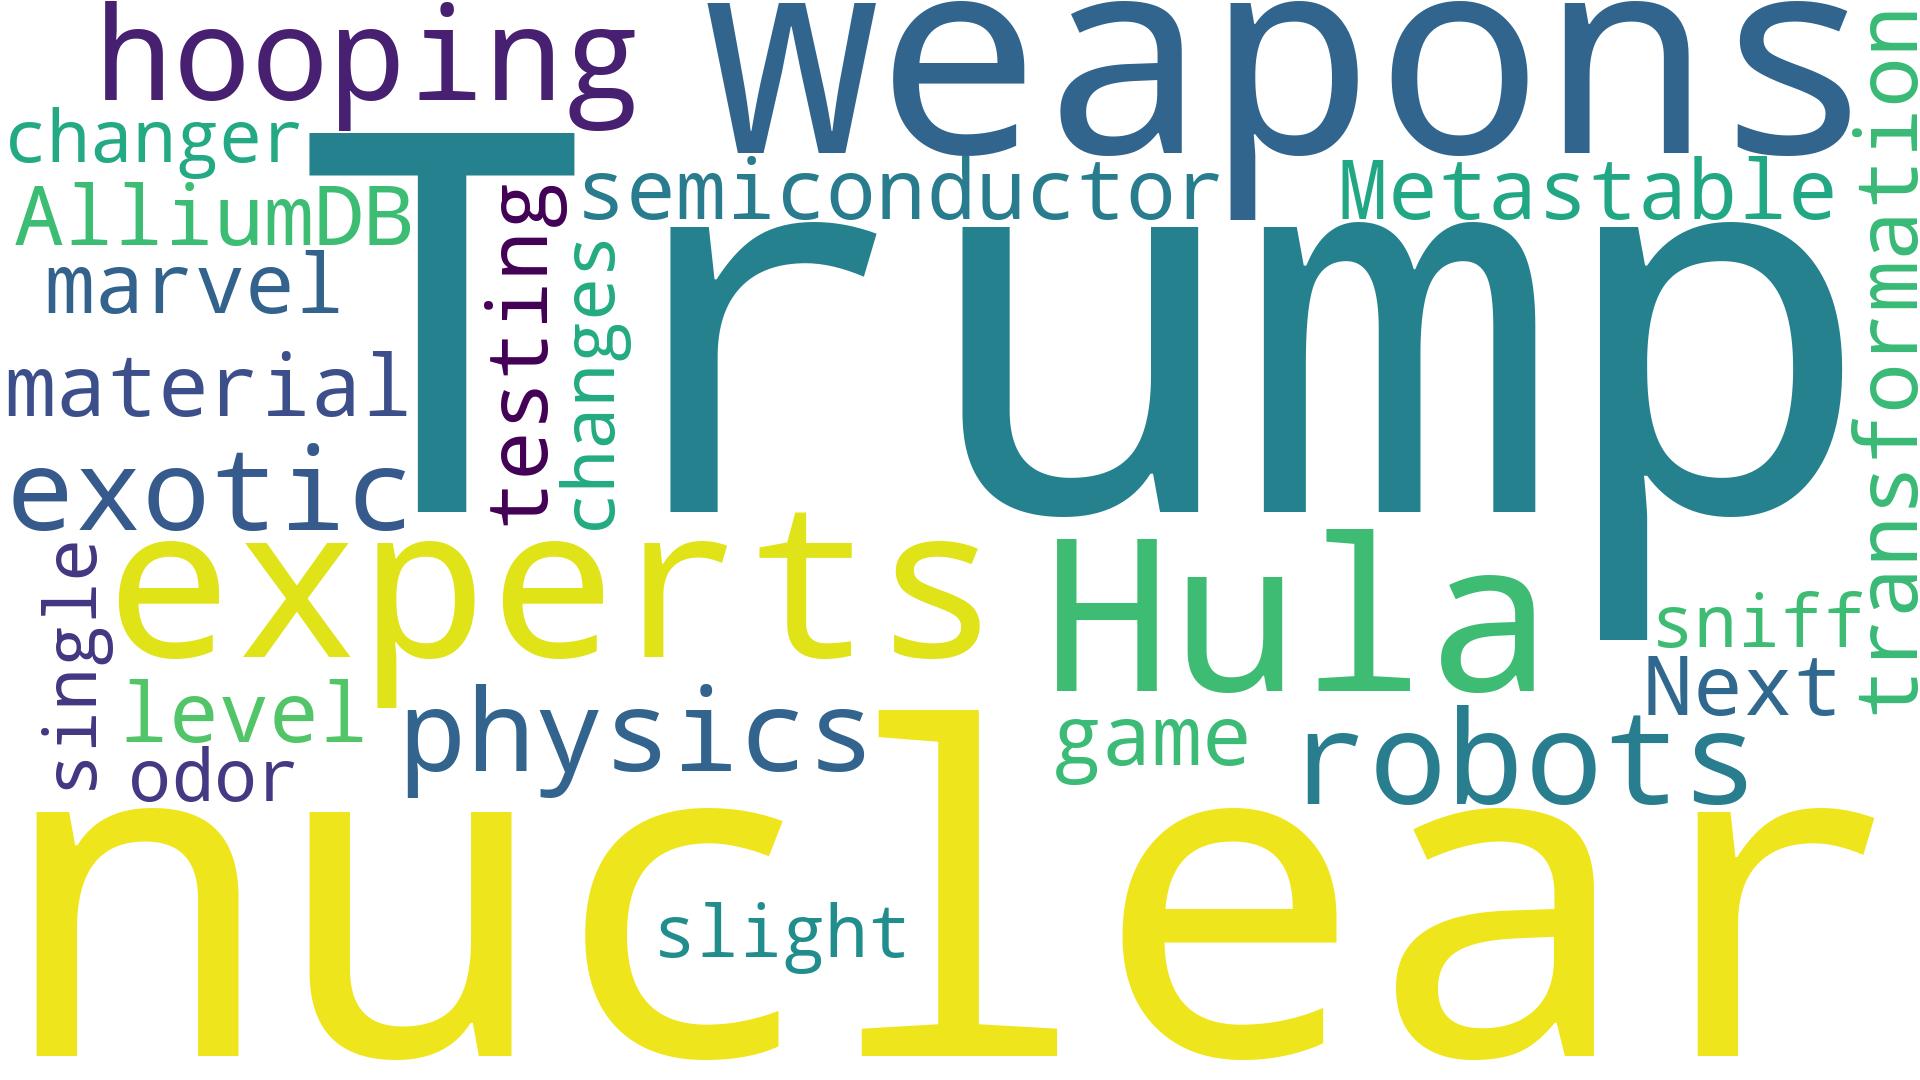 hooping
weapons
changer
Trump
transformation
semiconductor
Metastable
AlliumDB
testing
changes
marvel
material
exotic
experts
Hula
single
sniff
level
physics
Next
game
robots
odor
nuclear
slight